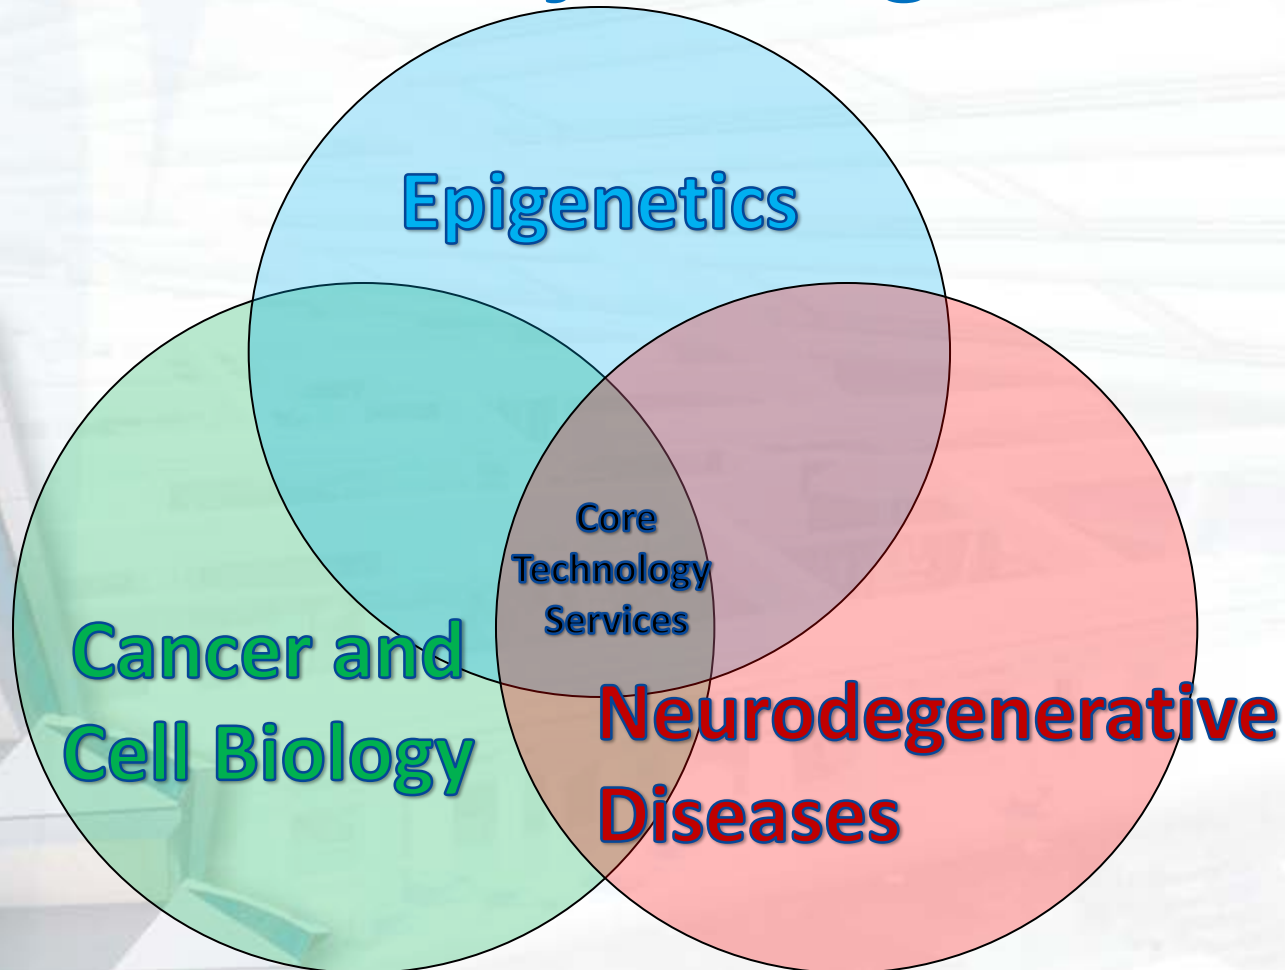 Epigenetics
Core
Technology
Services
Cancer and
Cell Biology
Neurodegenerative
Diseases